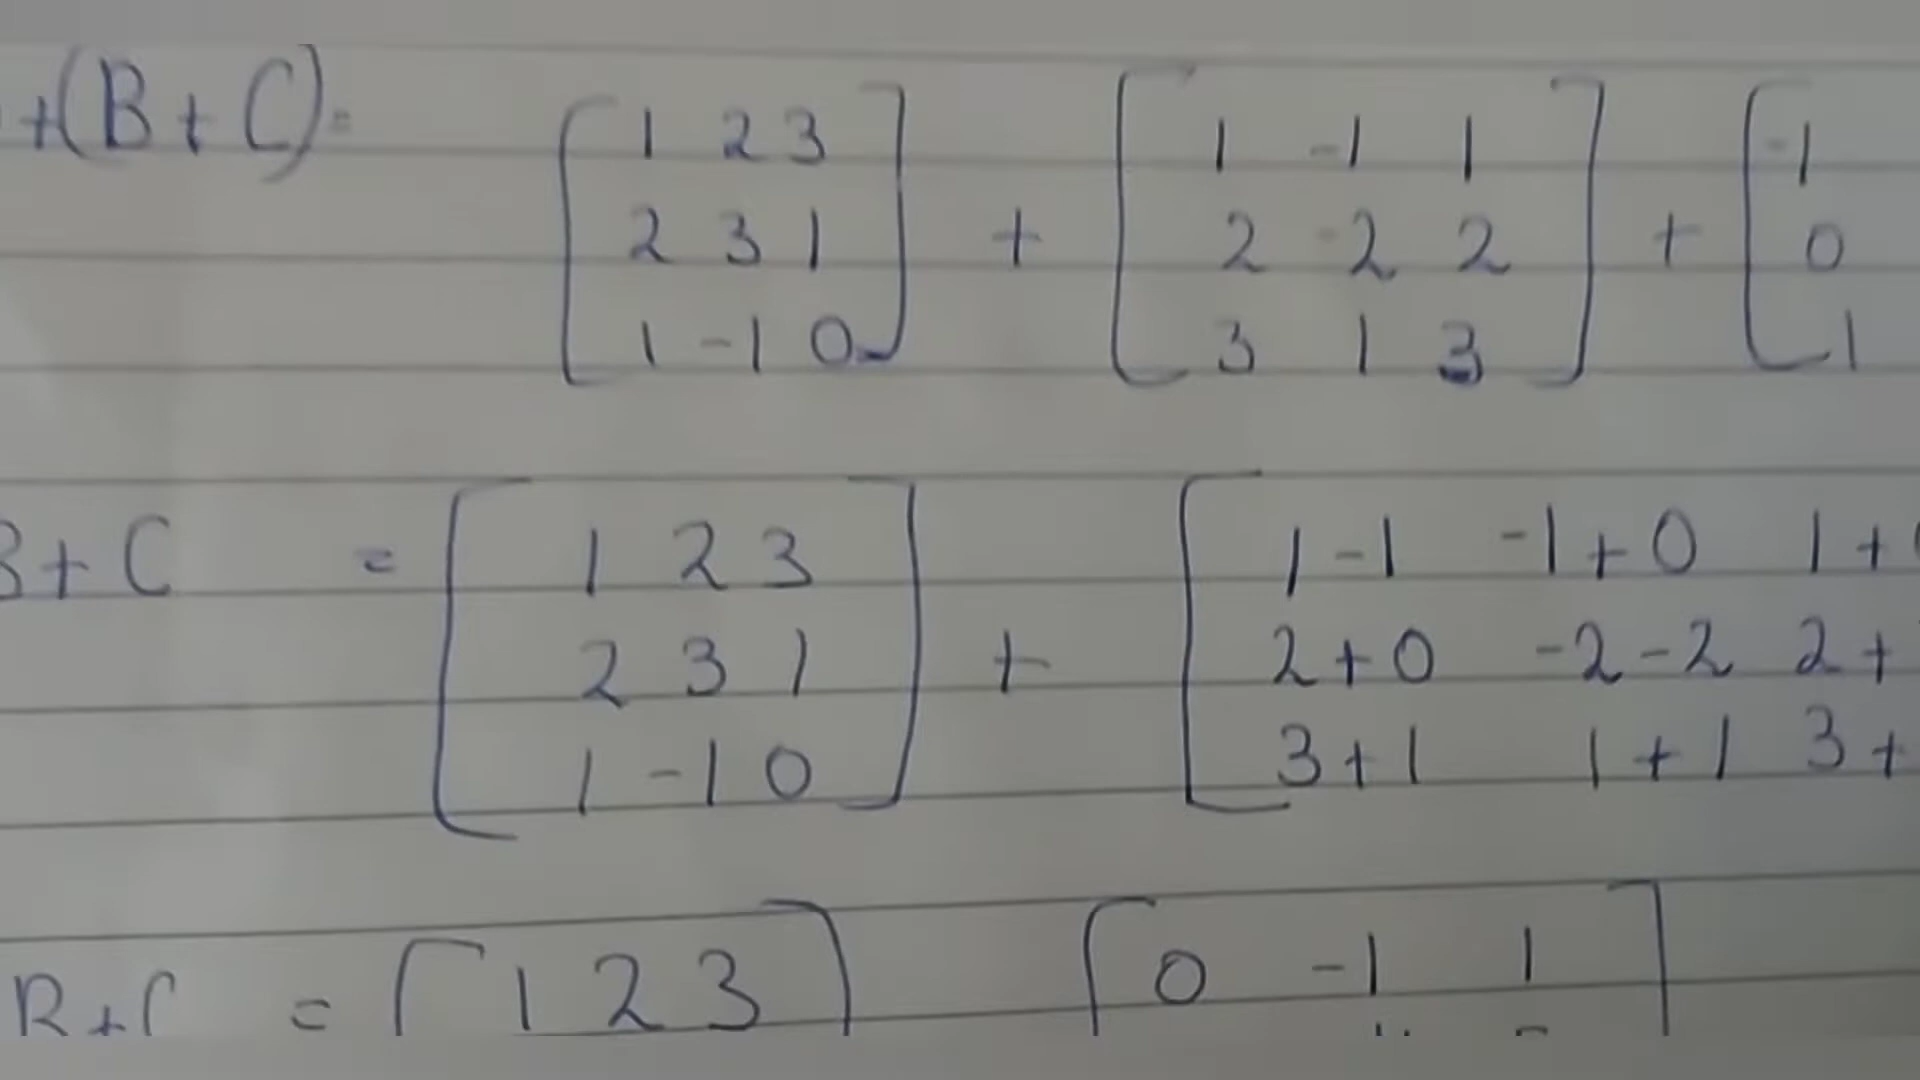 +(B+C)=
1 2 3 1 -1 1 -1
2 3 1 + 2 -2 2 + 0
1 -1 0 3 1 3 1
B+C = 1 2 3 1-1 -1+0 1+
2 3 1 + 2+0 -2-2 2+
1 -1 0 3+1 1+1 3+
B+C = 1 2 3 0 -1 1